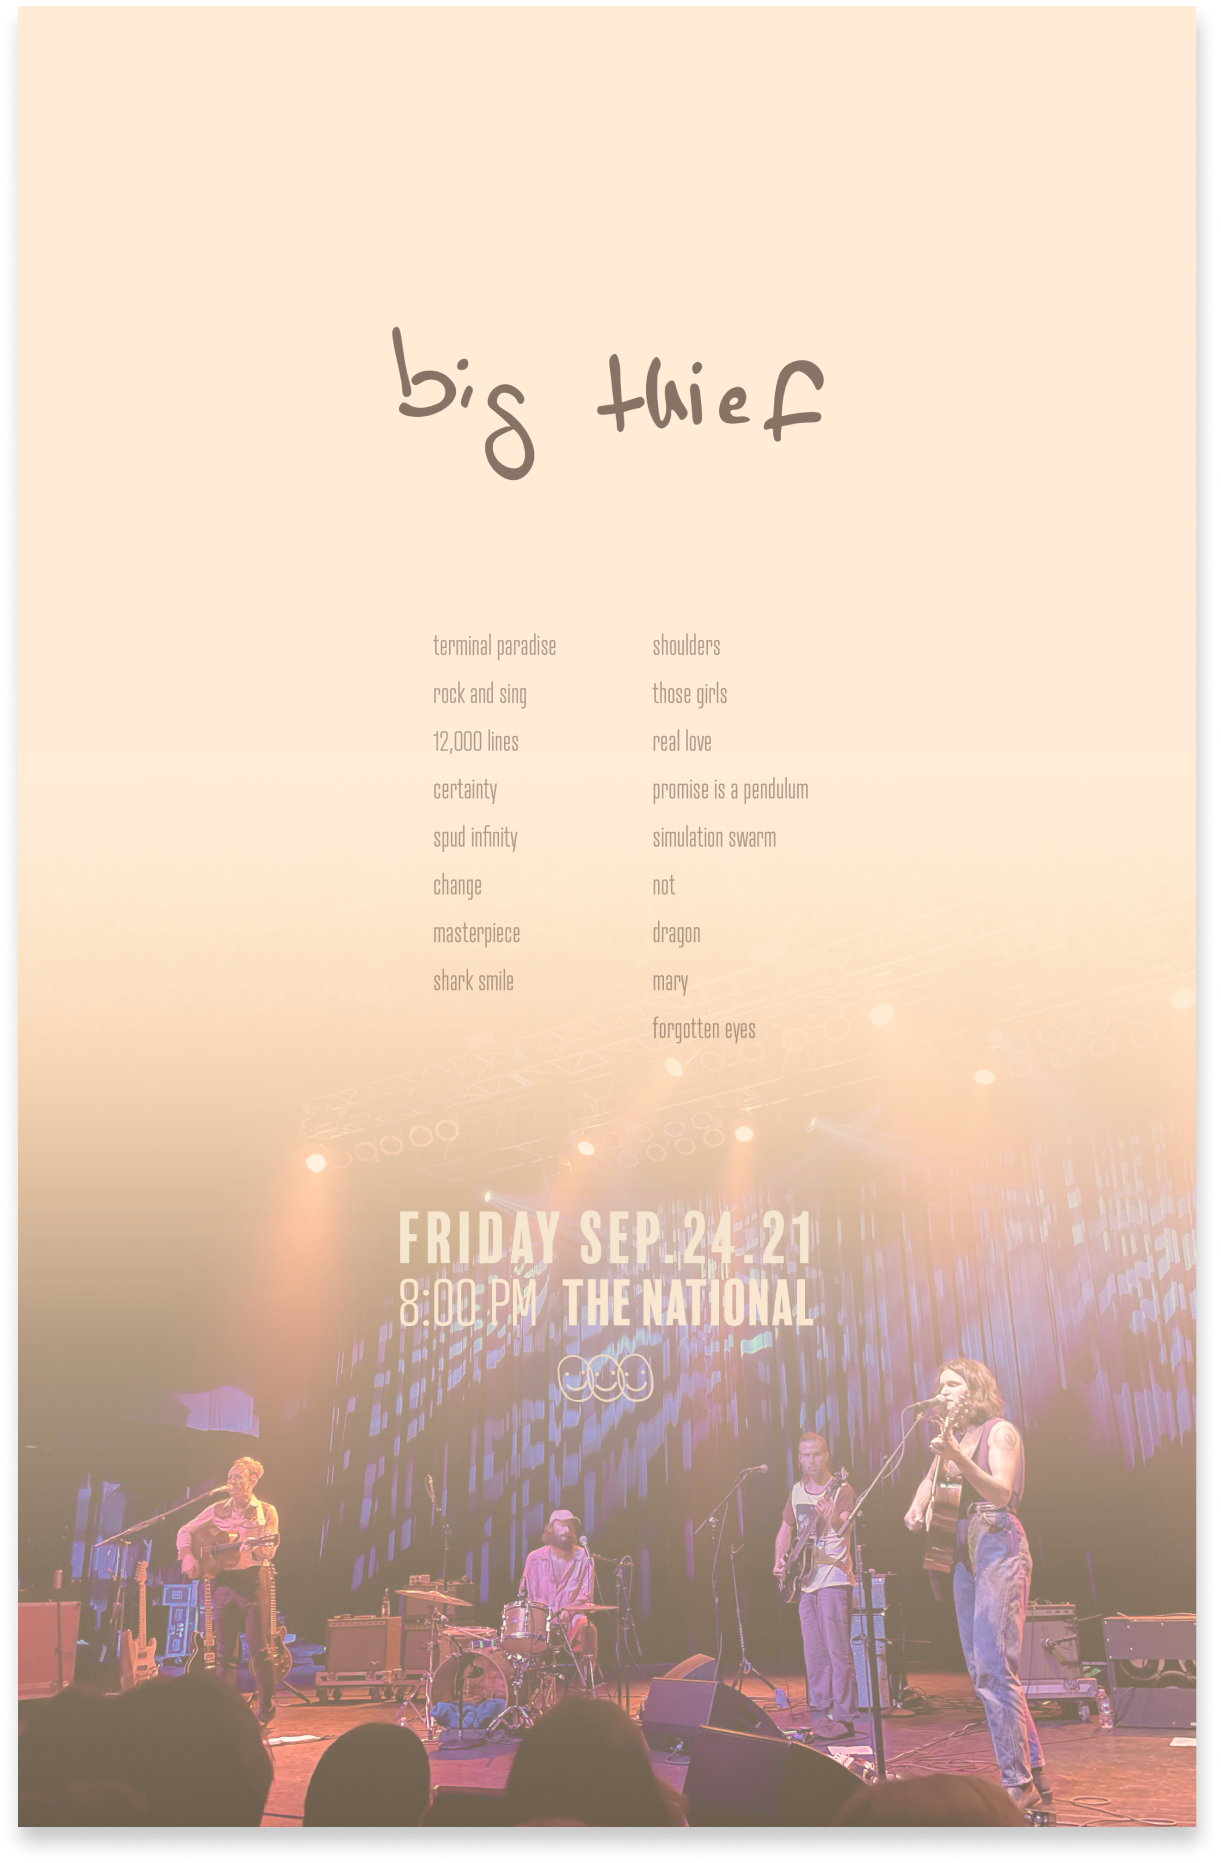 big thief
terminal paradise
rock and sing
12,000 lines
certainty
spud infinity
change
masterpiece
shark smile
shoulders
those girls
real love
promise is a pendulum
simulation swarm
not
dragon
mary
forgotten eyes
FRIDAY SEP.24.21
8:00 PM THE NATIONAL